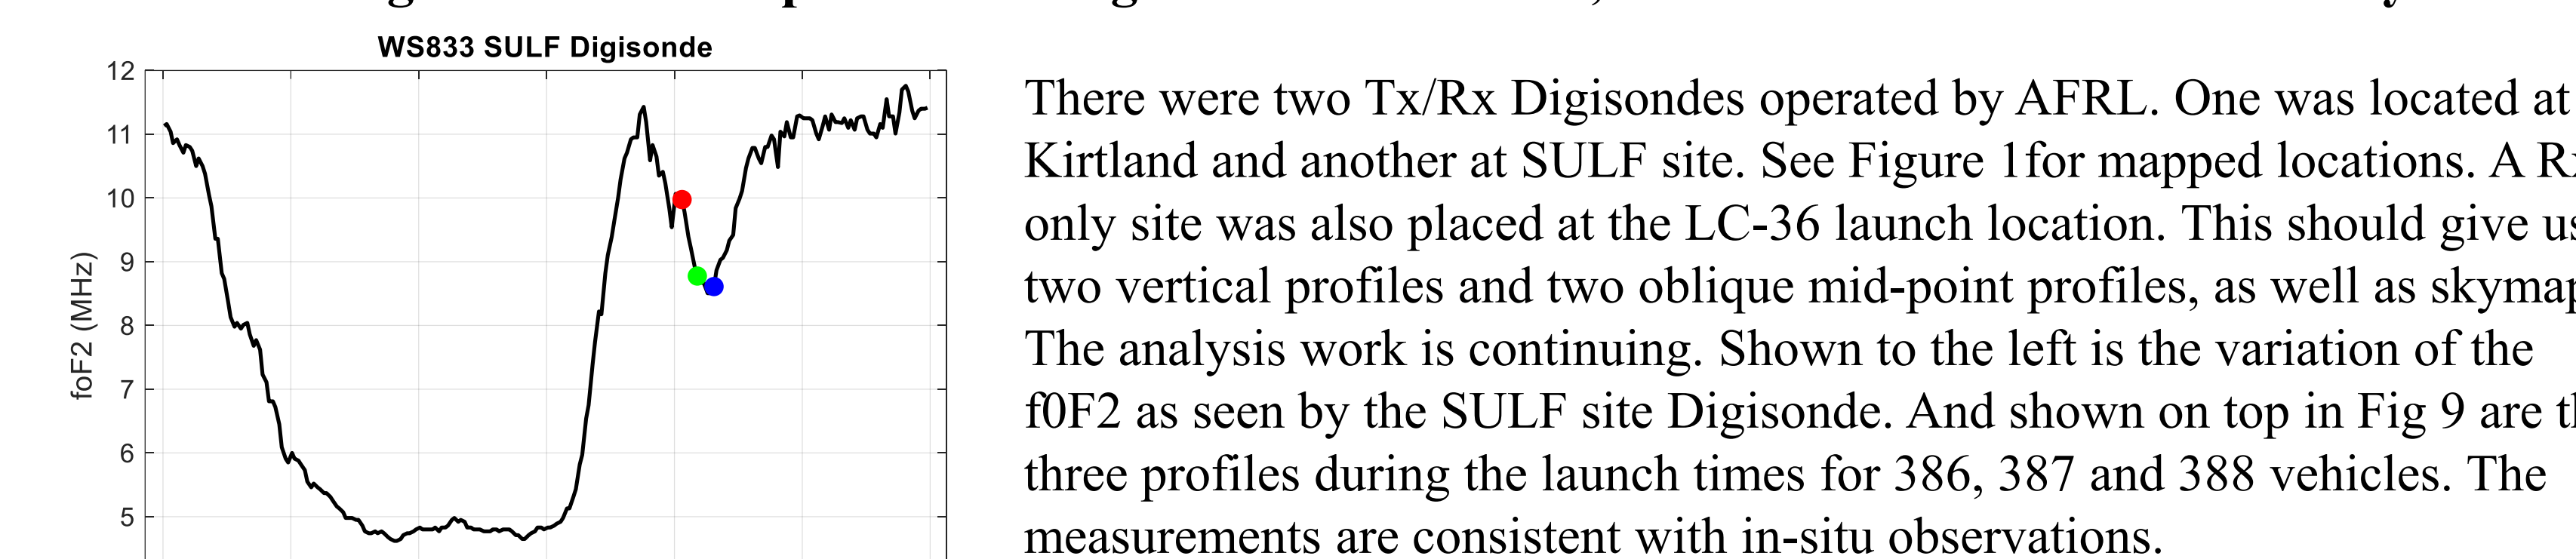 WS833 SULF Digisonde
12
11
10
9
8
7
6
5
foF2 (MHz)
There were two Tx/Rx Digisondes operated by AFRL. One was located at
Kirtland and another at SULF site. See Figure 1for mapped locations. A
only site was also placed at the LC-36 launch location. This should give
two vertical profiles and two oblique mid-point profiles, as well as
The analysis work is continuing. Shown to the left is the variation of the
f0F2 as seen by the SULF site Digisonde. And shown on top in Fig 9 are
three profiles during the launch times for 386, 387 and 388 vehicles. The
measurements are consistent with in-situ observations.